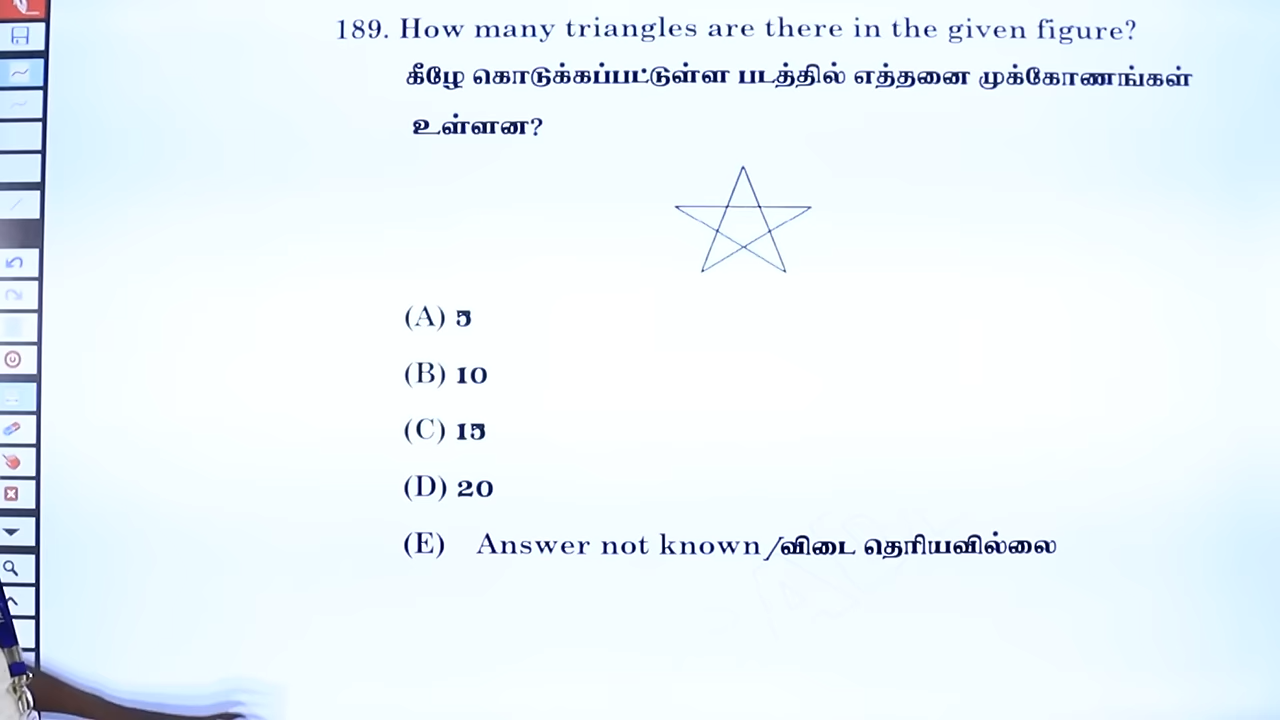 189. How many triangles are there in the given figure?
கீழே கொடுக்கப்பட்டுள்ள படத்தில் எத்தனை முக்கோணங்கள்
உள்ளன?
(A) 5
(B) 10
(C) 15
(D) 20
(E) Answer not known/விடை தெரியவில்லை